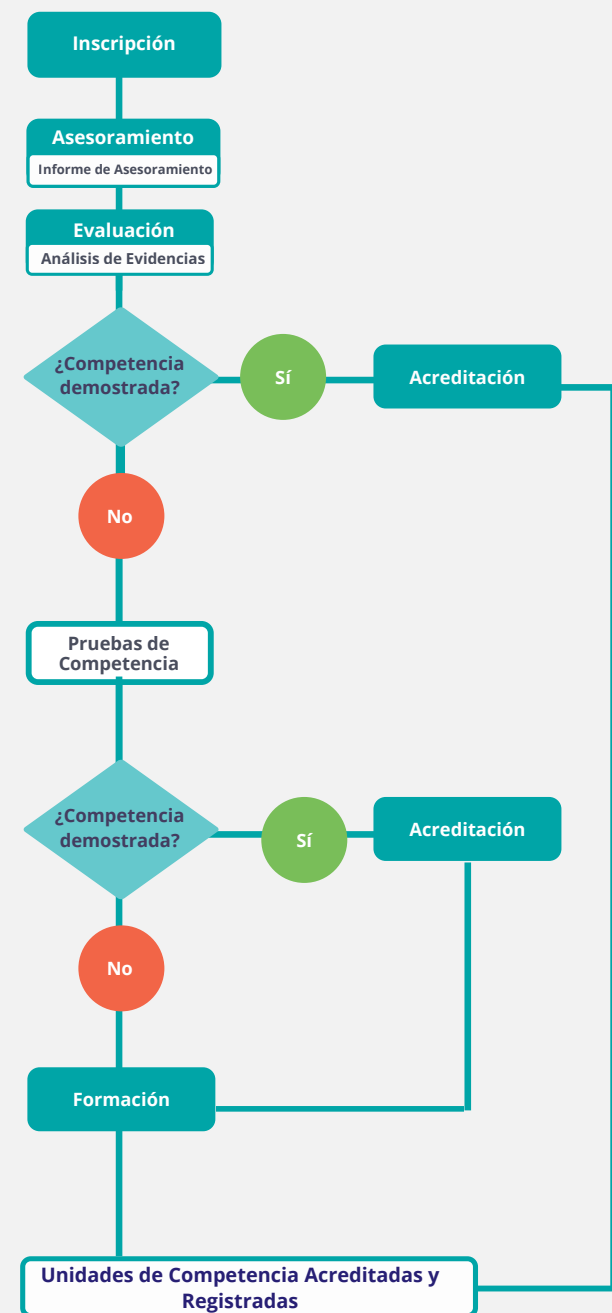 Inscripción
Asesoramiento
Informe de Asesoramiento
Evaluación
Análisis de Evidencias
¿Competencia
demostrada?
Sí
Acreditación
No
Pruebas de
Competencia
¿Competencia
demostrada?
Sí
Acreditación
No
Formación
Unidades de Competencia Acreditadas y
Registradas